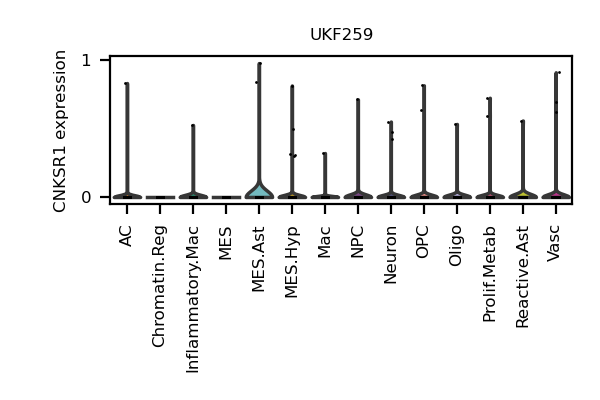 UKF259
CNKSR1 expression
1
0
AC
Chromatin.Reg
Inflammatory.Mac
MES
MES.Ast
MES.Hyp
Mac
NPC
Neuron
OPC
Oligo
Prolif.Metab
Reactive.Ast
Vasc